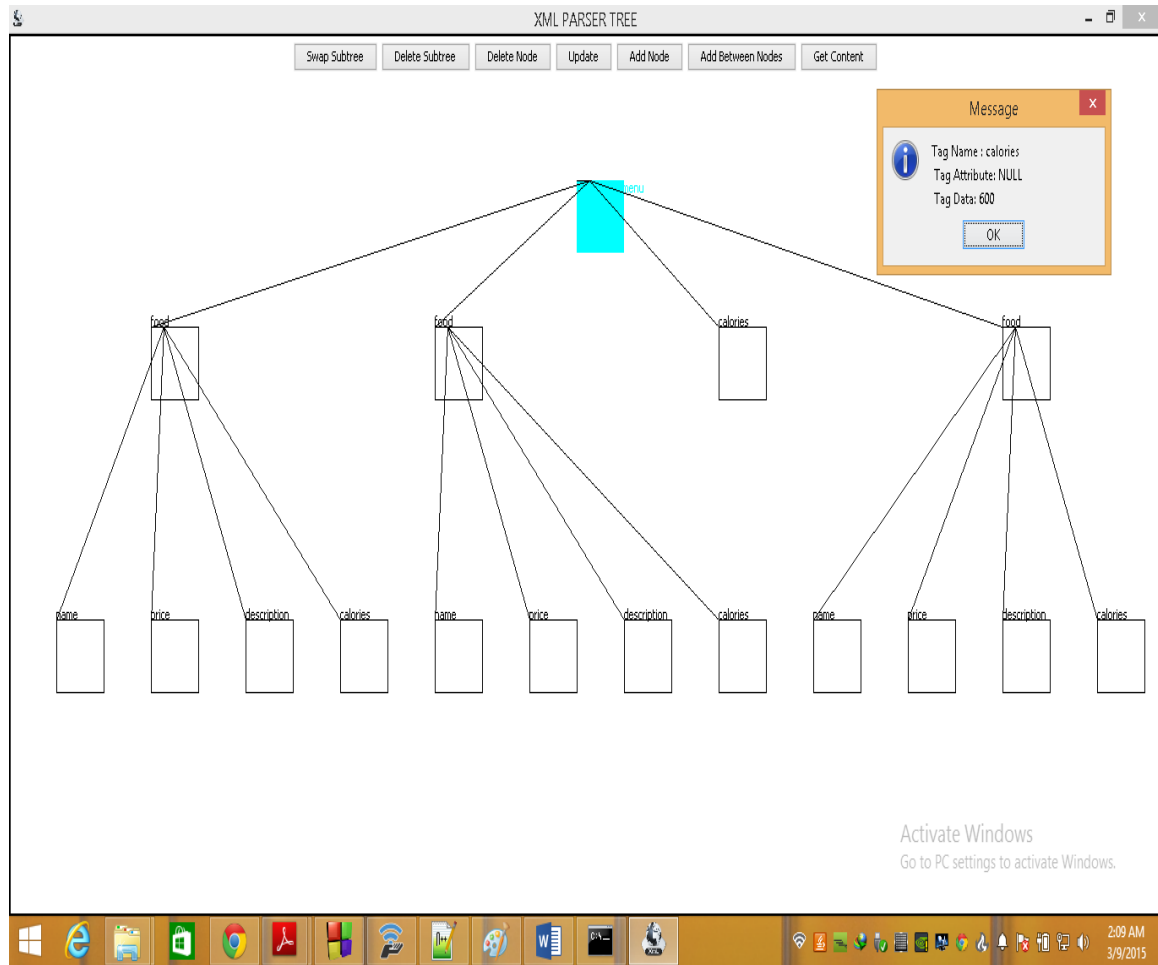 XML PARSER TREE
Swap Subtree Delete Subtree Delete Node Update Add Node Add Between Nodes Get Content
Message
Tag Name : calories
Tag Attribute: NULL
Tag Data: 600
OK
menu
food food calories food
name price description calories name price description calories name price description calories
Activate Windows
Go to PC settings to activate Windows.
2:09 AM
3/9/2015